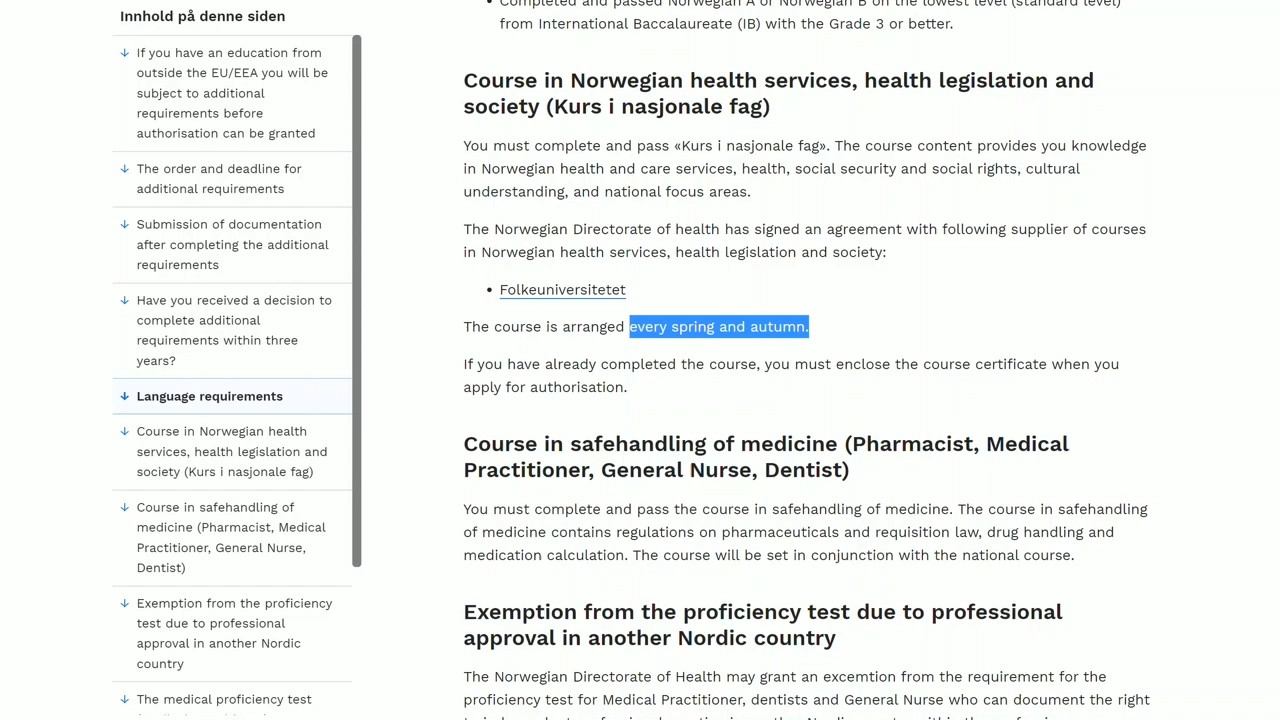 Innhold på denne siden
If you have an education from
outside the EU/EEA you will be
subject to additional
requirements before
authorisation can be granted
The order and deadline for
additional requirements
Submission of documentation
after completing the additional
requirements
Have you received a decision to
complete additional
requirements within three
years?
Language requirements
Course in Norwegian health
services, health legislation and
society (Kurs i nasjonale fag)
Course in safehandling of
medicine (Pharmacist, Medical
Practitioner, General Nurse,
Dentist)
Exemption from the proficiency
test due to professional
approval in another Nordic
country
The medical proficiency test
• Completed and passed Norwegian A or Norwegian B on the lowest level (standard level)
from International Baccalaureate (IB) with the Grade 3 or better.
Course in Norwegian health services, health legislation and
society (Kurs i nasjonale fag)
You must complete and pass «Kurs i nasjonale fag». The course content provides you knowledge
in Norwegian health and care services, health, social security and social rights, cultural
understanding, and national focus areas.
The Norwegian Directorate of health has signed an agreement with following supplier of courses
in Norwegian health services, health legislation and society:
• Folkeuniversitetet
The course is arranged every spring and autumn.
If you have already completed the course, you must enclose the course certificate when you
apply for authorisation.
Course in safehandling of medicine (Pharmacist, Medical
Practitioner, General Nurse, Dentist)
You must complete and pass the course in safehandling of medicine. The course in safehandling
of medicine contains regulations on pharmaceuticals and requisition law, drug handling and
medication calculation. The course will be set in conjunction with the national course.
Exemption from the proficiency test due to professional
approval in another Nordic country
The Norwegian Directorate of Health may grant an excemtion from the requirement for the
proficiency test for Medical Practitioner, dentists and General Nurse who can document the right